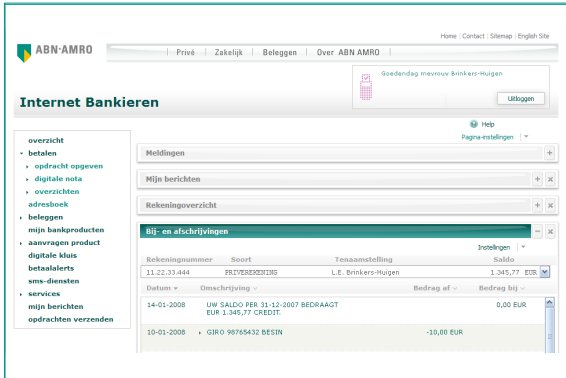 Home | Contact | Sitemap | English Site
ABN·AMRO
Privé | Zakelijk | Beleggen | Over ABN AMRO
Goedendag mevrouw Brinkers-Huigen
Uitloggen
Internet Bankieren
Help
Pagina-instellingen
overzicht
betalen
opdracht opgeven
digitale nota
overzichten
adresboek
beleggen
mijn bankproducten
aanvragen product
digitale kluis
betaalalerts
sms-diensten
services
mijn berichten
opdrachten verzenden
Meldingen
Mijn berichten
Rekeningoverzicht
Bij- en afschrijvingen
Instellingen
Rekeningnummer Soort Tenaamstelling Saldo
11.22.33.444 PRIVEREKENING L.E. Brinkers-Huigen 1.345,77 EUR
Datum Omschrijving Bedrag af Bedrag bij
14-01-2008 UW SALDO PER 31-12-2007 BEDRAAGT 0,00 EUR
EUR 1.345,77 CREDIT.
10-01-2008 GIRO 98765432 BESIN -10,00 EUR